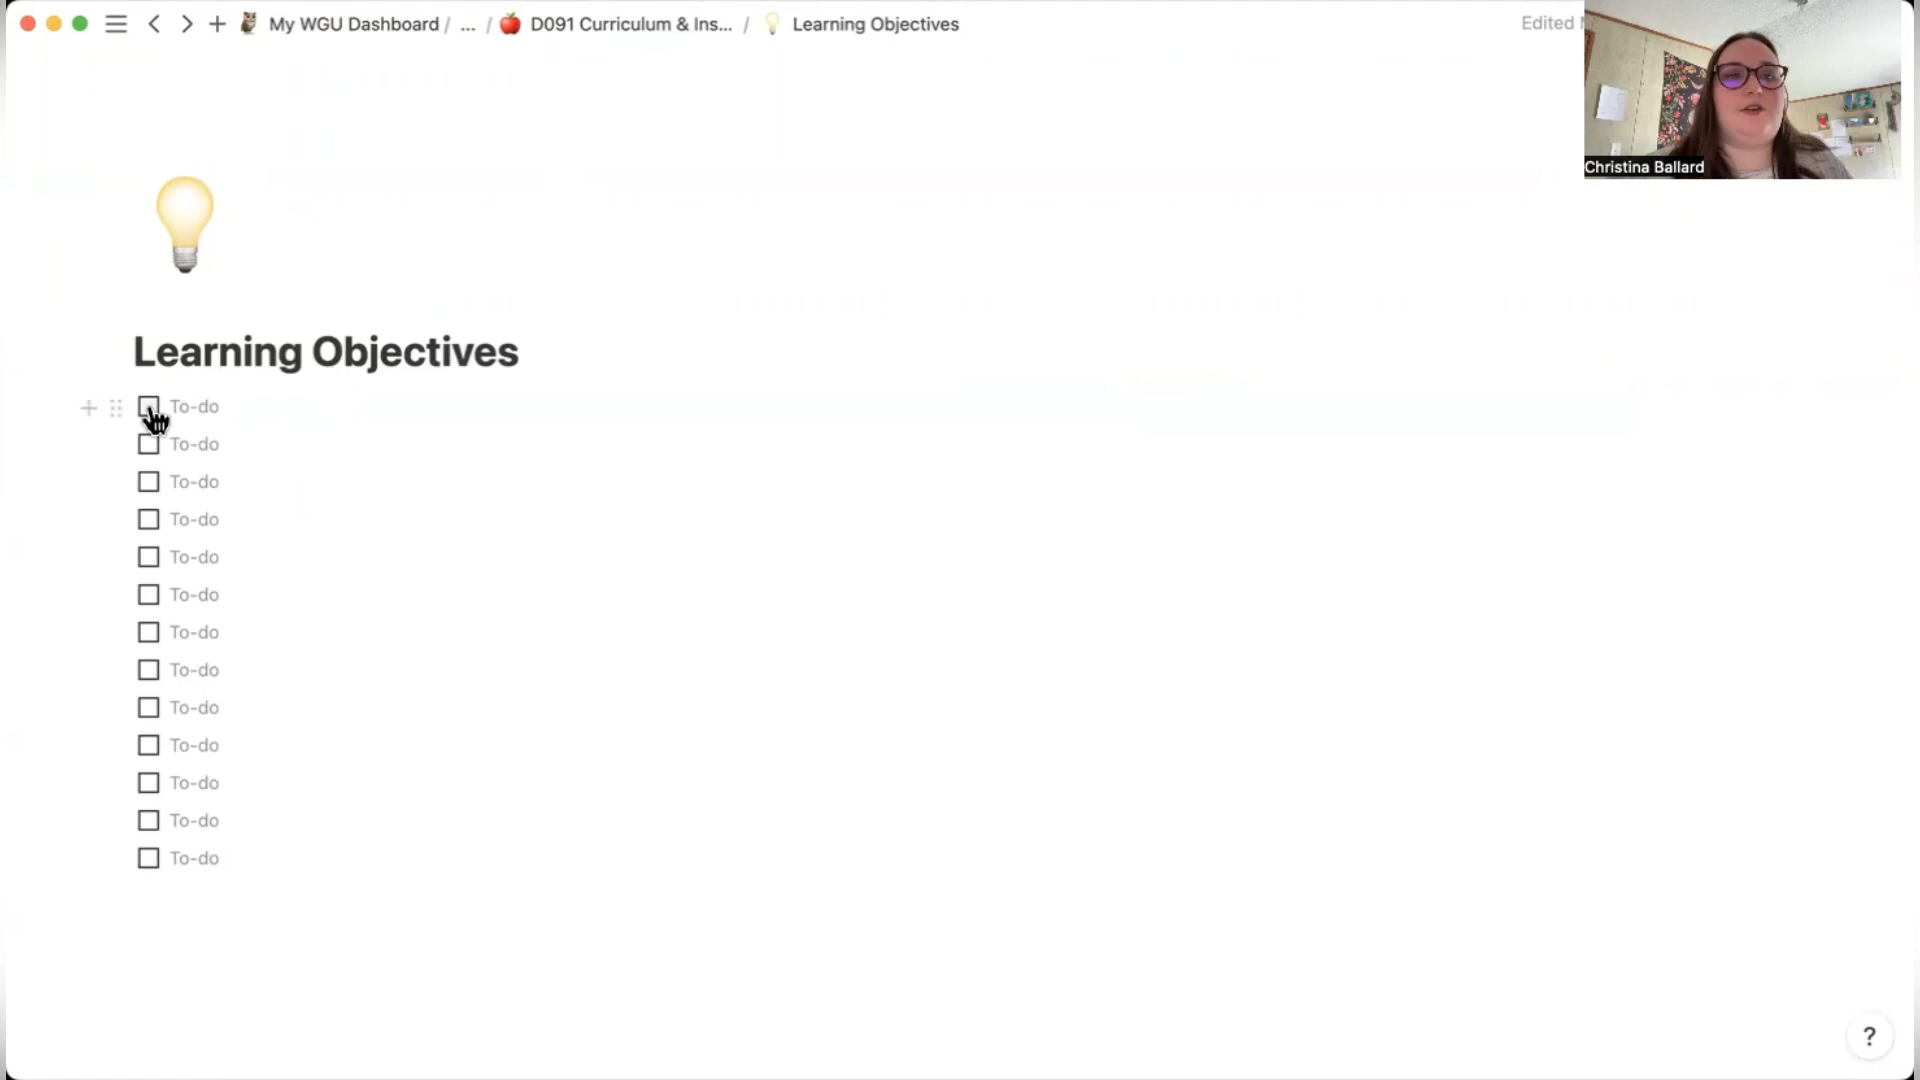 My WGU Dashboard / ... / D091 Curriculum & Ins... / Learning Objectives
Edited
Christina Ballard
Learning Objectives
To-do
To-do
To-do
To-do
To-do
To-do
To-do
To-do
To-do
To-do
To-do
To-do
To-do
?